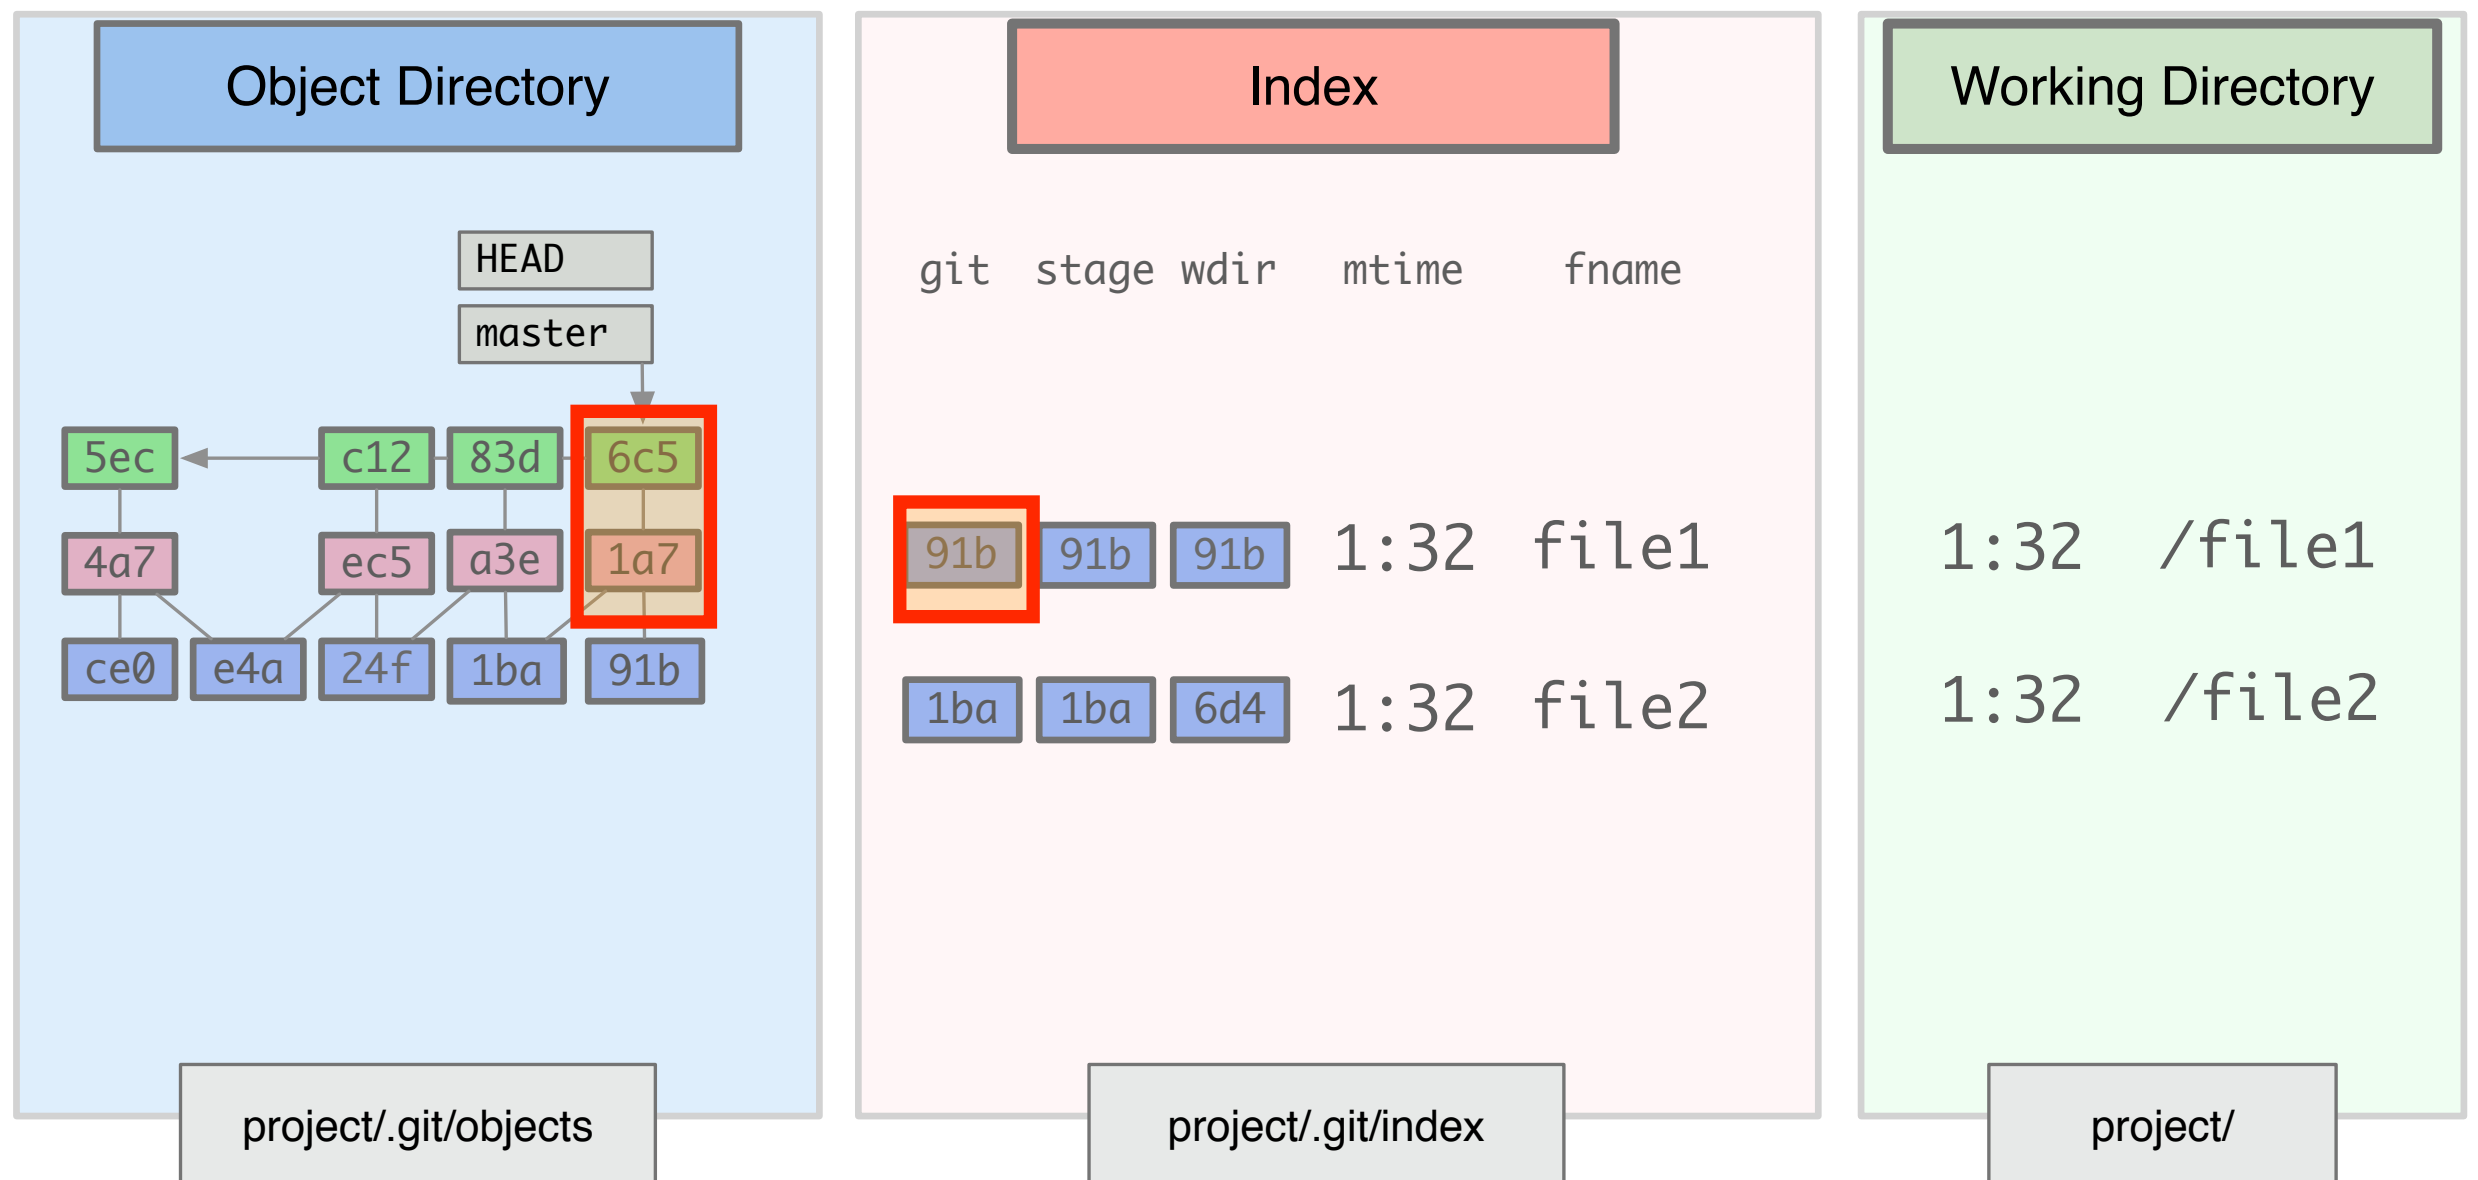 Object Directory
HEAD
master
5ec c12 83d 6c5
4a7 ec5 a3e 1a7
ce0 e4a 24f 1ba 91b
project/.git/objects
Index
git stage wdir mtime fname
91b 91b 91b 1:32 file1
1ba 1ba 6d4 1:32 file2
project/.git/index
Working Directory
1:32 /file1
1:32 /file2
project/